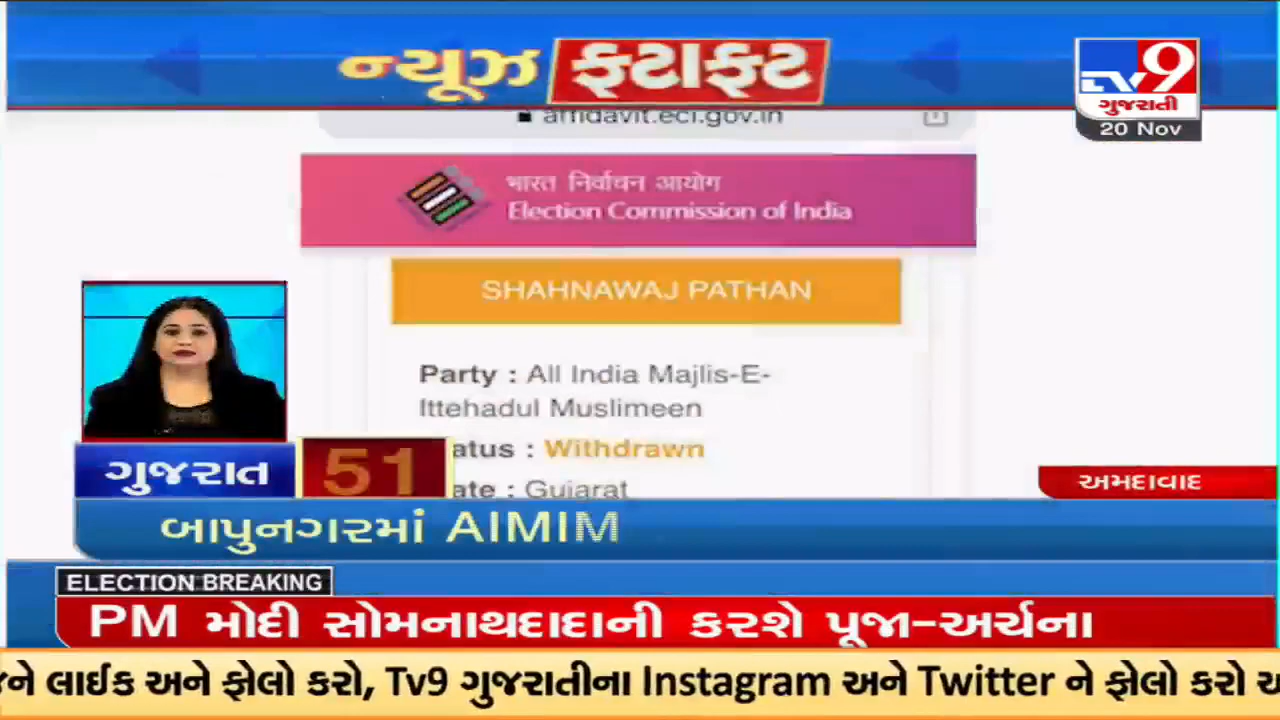 ન્યૂઝ ફટાફટ
TV9
ગુજરાતી
20 Nov
affidavit.eci.gov.in
भारत निर्वाचन आयोग
Election Commission of India
SHAHNAWAJ PATHAN
Party : All India Majlis-E-
Ittehadul Muslimeen
atus : Withdrawn
ate : Gujarat
ગુજરાત 51
અમદાવાદ
બાપુનગરમાં AIMIM
ELECTION BREAKING
PM મોદી સોમનાથદાદાની કરશે પૂજા-અર્ચના
ને લાઈક અને ફોલો કરો, Tv9 ગુજરાતીના Instagram અને Twitter ને ફોલો કરો